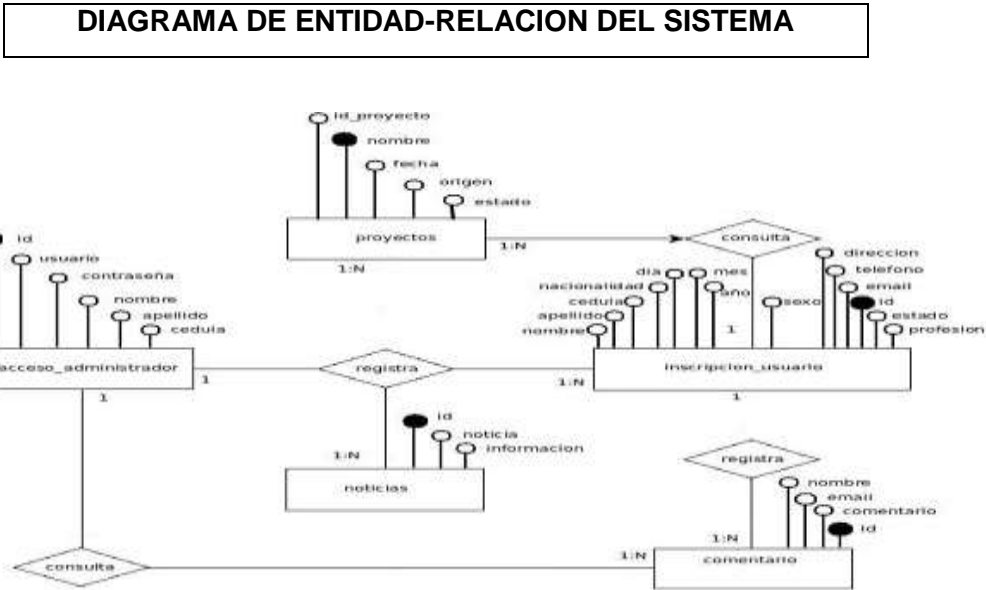 DIAGRAMA DE ENTIDAD-RELACION DEL SISTEMA
id_proyecto
nombre
fecha
origen
estado
proyectos
1:N
1:N
consulta
id
usuario
contraseña
nombre
apellido
cedula
acceso_administrador
1
1
registra
1:N
dia
mes
nacionalidad
año
cedula
apellido
nombre
sexo
direccion
telefono
email
id
estado
profesion
1
inscripcion_usuario
1
id
noticia
informacion
1:N
noticias
registra
nombre
email
comentario
id
1:N
1:N
comentario
consulta